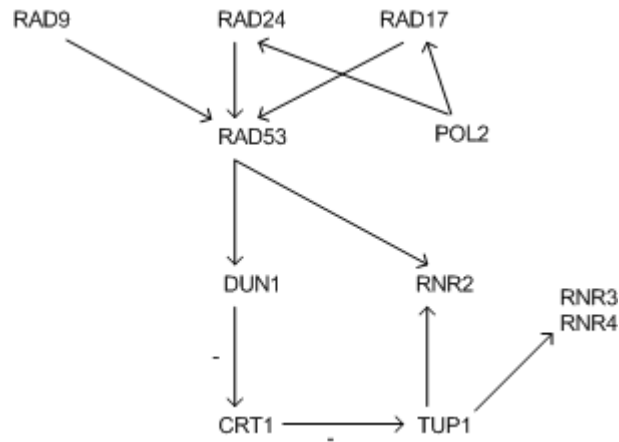 RAD9 RAD24 RAD17
RAD53 POL2
DUN1 RNR2
RNR3
RNR4
-
CRT1 TUP1
-